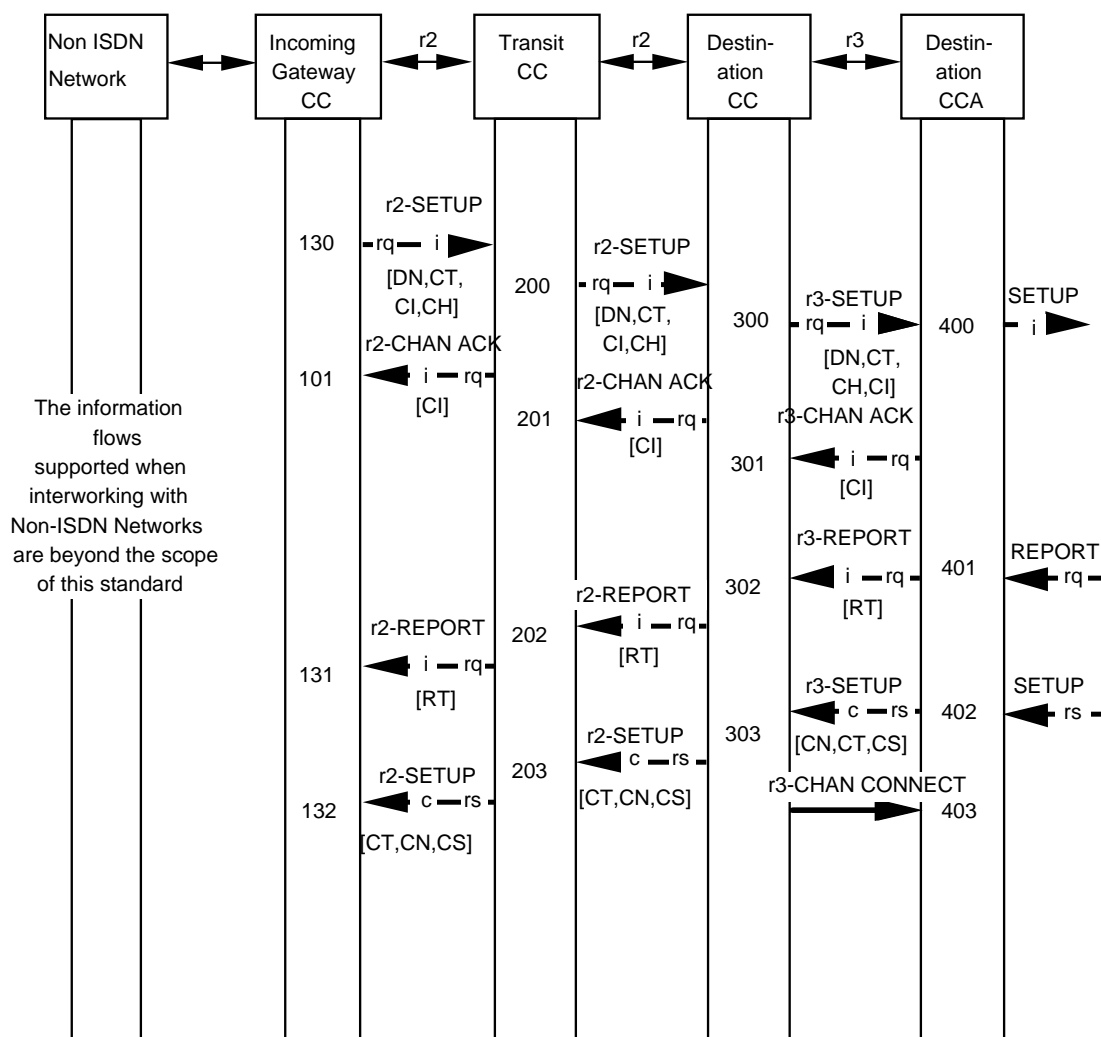 Non ISDN
Network
Incoming
Gateway
CC
r2
Transit
CC
r2
Destin-
ation
CC
r3
Destin-
ation
CCA
r2-SETUP
130
rq
i
[DN,CT,
CI,CH]
r2-SETUP
200
rq
i
[DN,CT,
CI,CH]
r3-SETUP
300
rq
i
[DN,CT,
CH,CI]
SETUP
400
i
r2-CHAN ACK
101
i
rq
[CI]
r2-CHAN ACK
201
i
rq
[CI]
r3-CHAN ACK
301
i
rq
[CI]
The information
flows
supported when
interworking with
Non-ISDN Networks
are beyond the scope
of this standard
r3-REPORT
302
i
rq
[RT]
REPORT
401
rq
r2-REPORT
202
i
rq
[RT]
r2-REPORT
131
i
rq
[RT]
r3-SETUP
303
c
rs
[CN,CT,CS]
SETUP
402
rs
r2-SETUP
203
c
rs
[CT,CN,CS]
r2-SETUP
132
c
rs
[CT,CN,CS]
r3-CHAN CONNECT
403